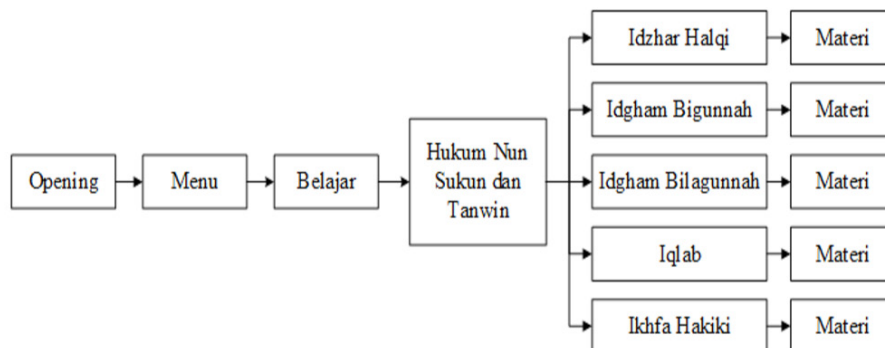 Opening
Menu
Belajar
Hukum Nun
Sukun dan
Tanwin
Idzhar Halqi
Materi
Idgham Bigunnah
Materi
Idgham Bilagunnah
Materi
Iqlab
Materi
Ikhfa Hakiki
Materi